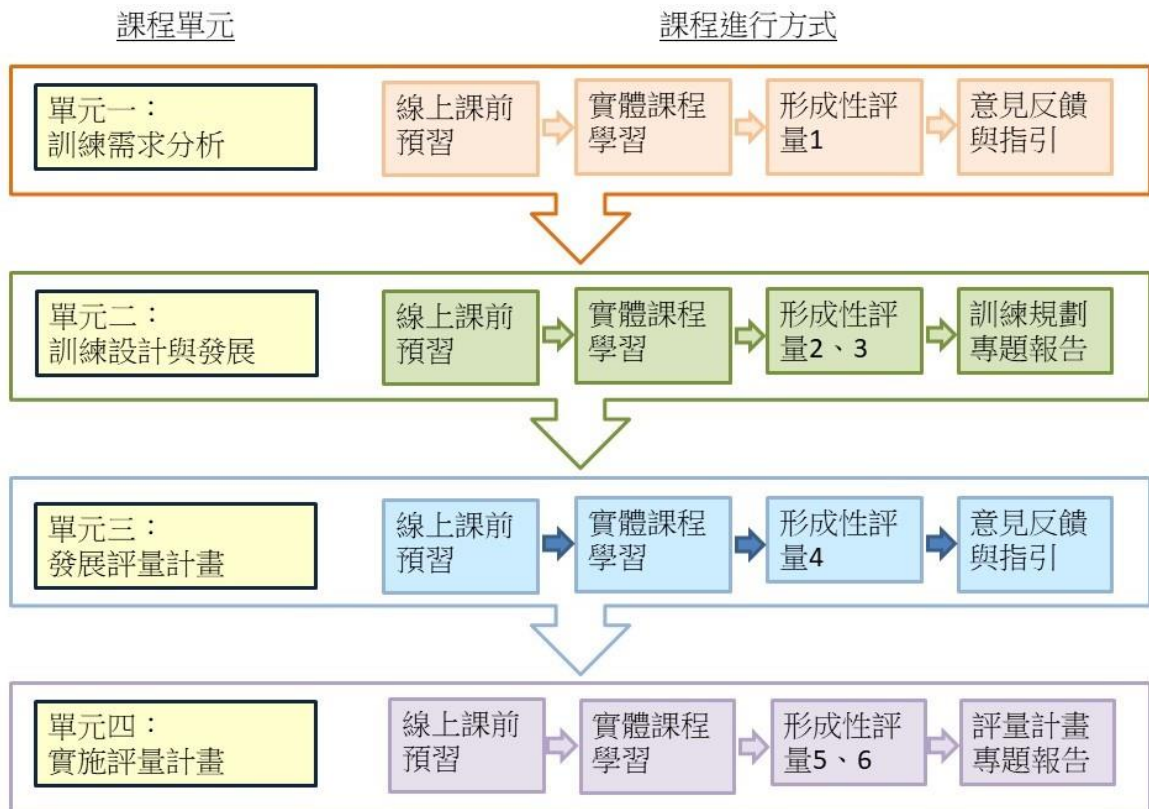 課程單元
課程進行方式
單元一：
訓練需求分析
線上課前
預習
實體課程
學習
形成性評
量1
意見反饋
與指引
單元二：
訓練設計與發展
線上課前
預習
實體課程
學習
形成性評
量2、3
訓練規劃
專題報告
單元三：
發展評量計畫
線上課前
預習
實體課程
學習
形成性評
量4
意見反饋
與指引
單元四：
實施評量計畫
線上課前
預習
實體課程
學習
形成性評
量5、6
評量計畫
專題報告